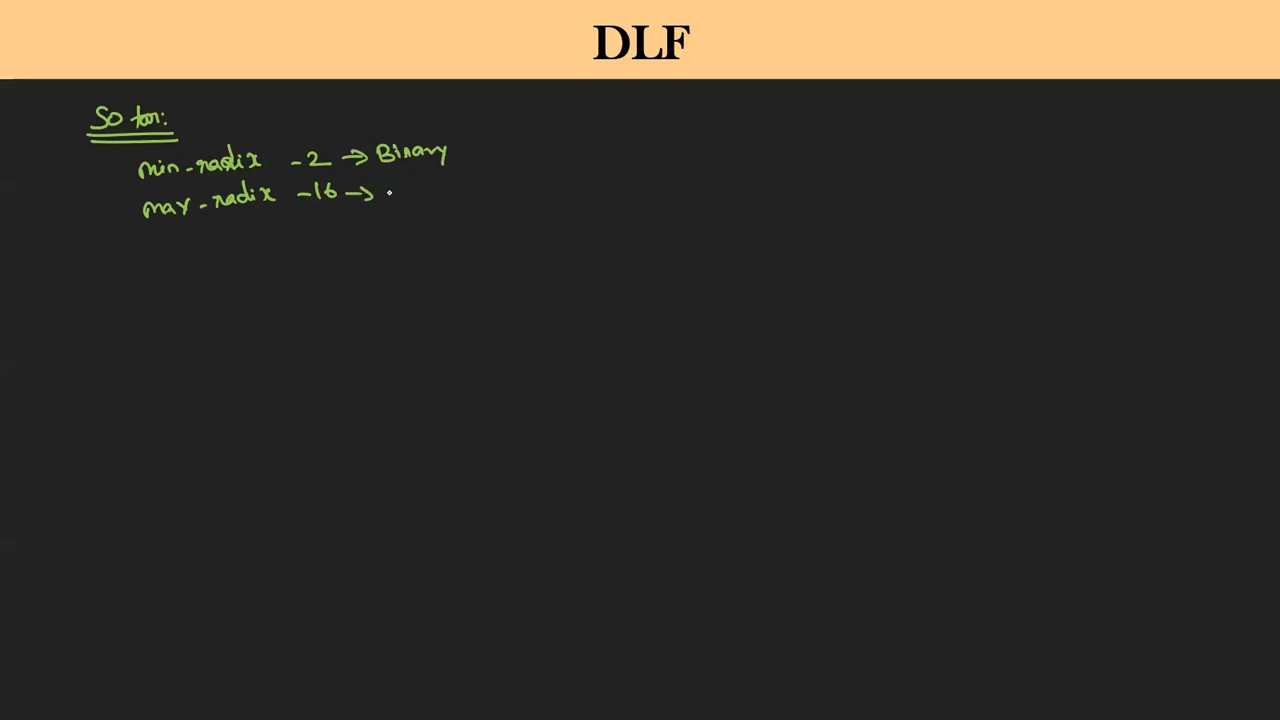 DLF
So far:
min-radix - 2 → Binary
max-radix - 16 →